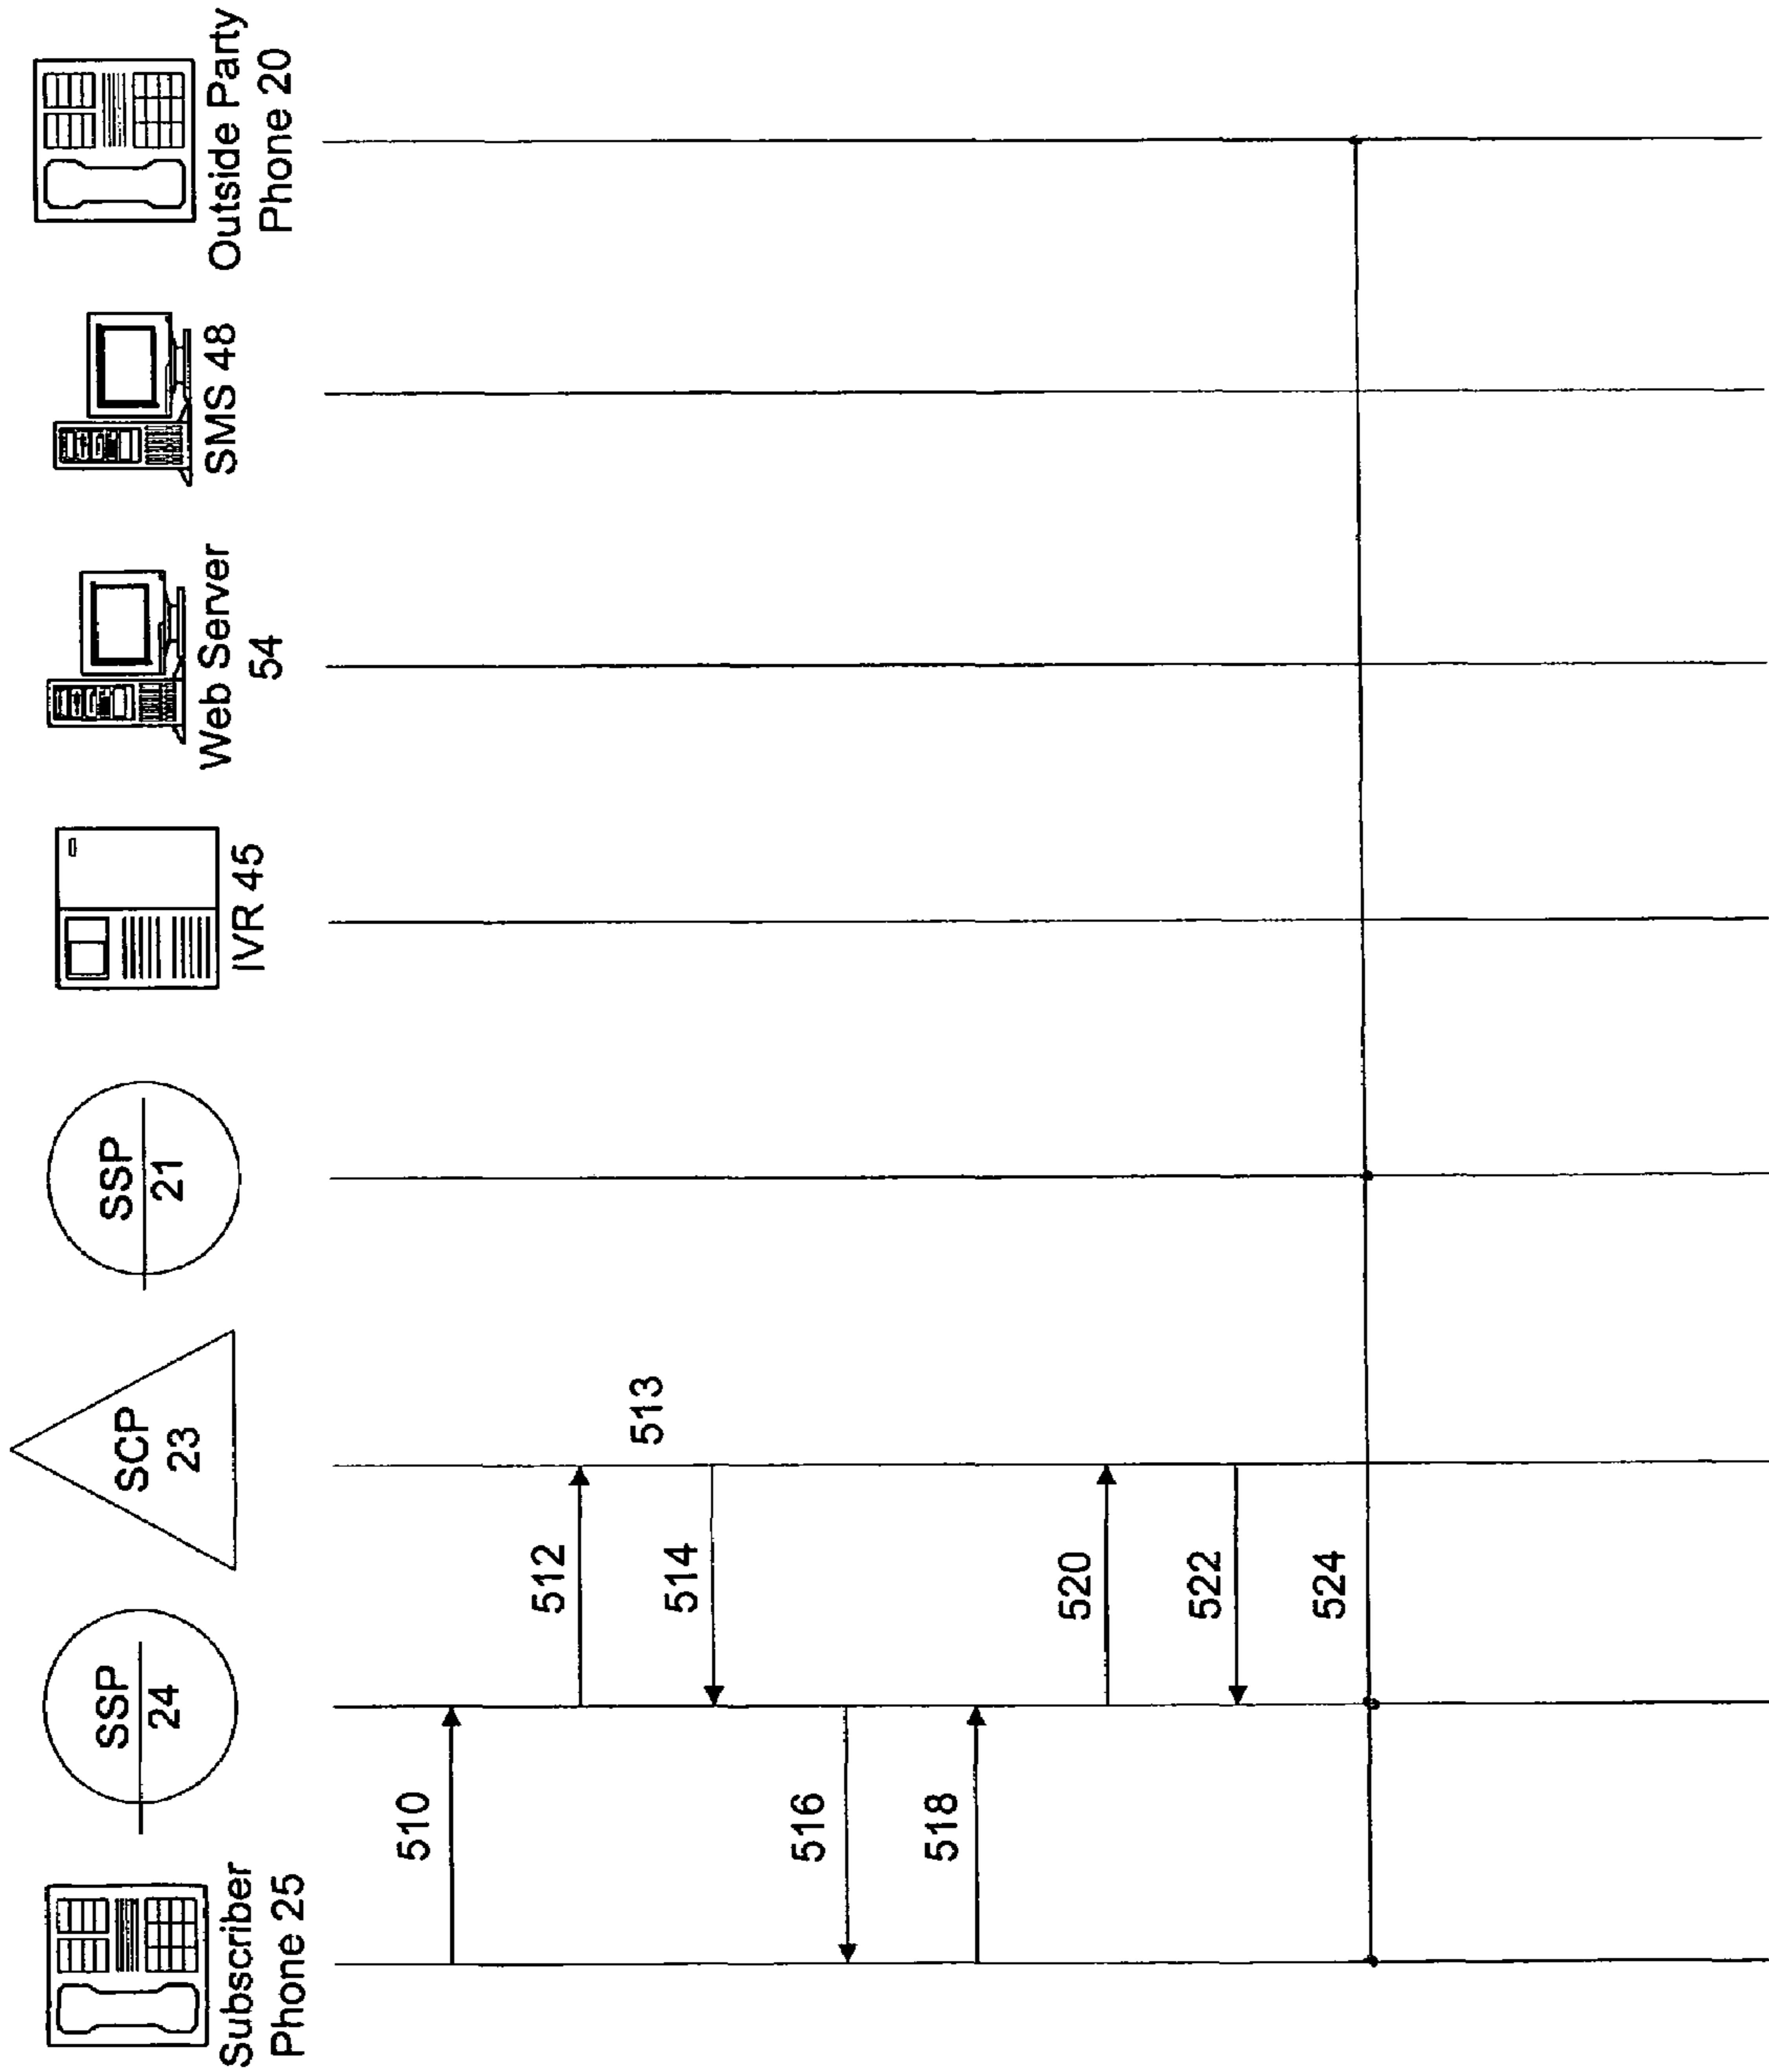 Subscriber
Phone 25
SSP
24
SCP
23
SSP
21
IVR 45
Web Server
54
SMS 48
Outside Party
Phone 20
510
512
513
514
516
518
520
522
524